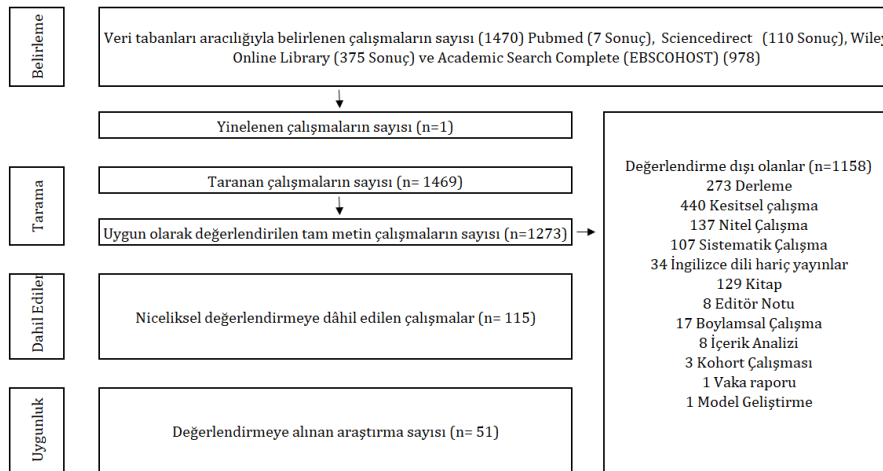 Belirleme
Veri tabanları aracılığıyla belirlenen çalışmaların sayısı (1470) Pubmed (7 Sonuç), Sciencedirect (110 Sonuç), Wiley
Online Library (375 Sonuç) ve Academic Search Complete (EBSCOHOST) (978)
Yinelenen çalışmaların sayısı (n=1)
Tarama
Taranan çalışmaların sayısı (n= 1469)
Uygun olarak değerlendirilen tam metin çalışmaların sayısı (n=1273)
Değerlendirme dışı olanlar (n=1158)
273 Derleme
440 Kesitsel çalışma
137 Nitel Çalışma
107 Sistematik Çalışma
34 İngilizce dili hariç yayınlar
129 Kitap
8 Editör Notu
17 Boylamsal Çalışma
8 İçerik Analizi
3 Kohort Çalışması
1 Vaka raporu
1 Model Geliştirme
Dahil Edilen
Niceliksel değerlendirmeye dâhil edilen çalışmalar (n= 115)
Uygunluk
Değerlendirmeye alınan araştırma sayısı (n= 51)